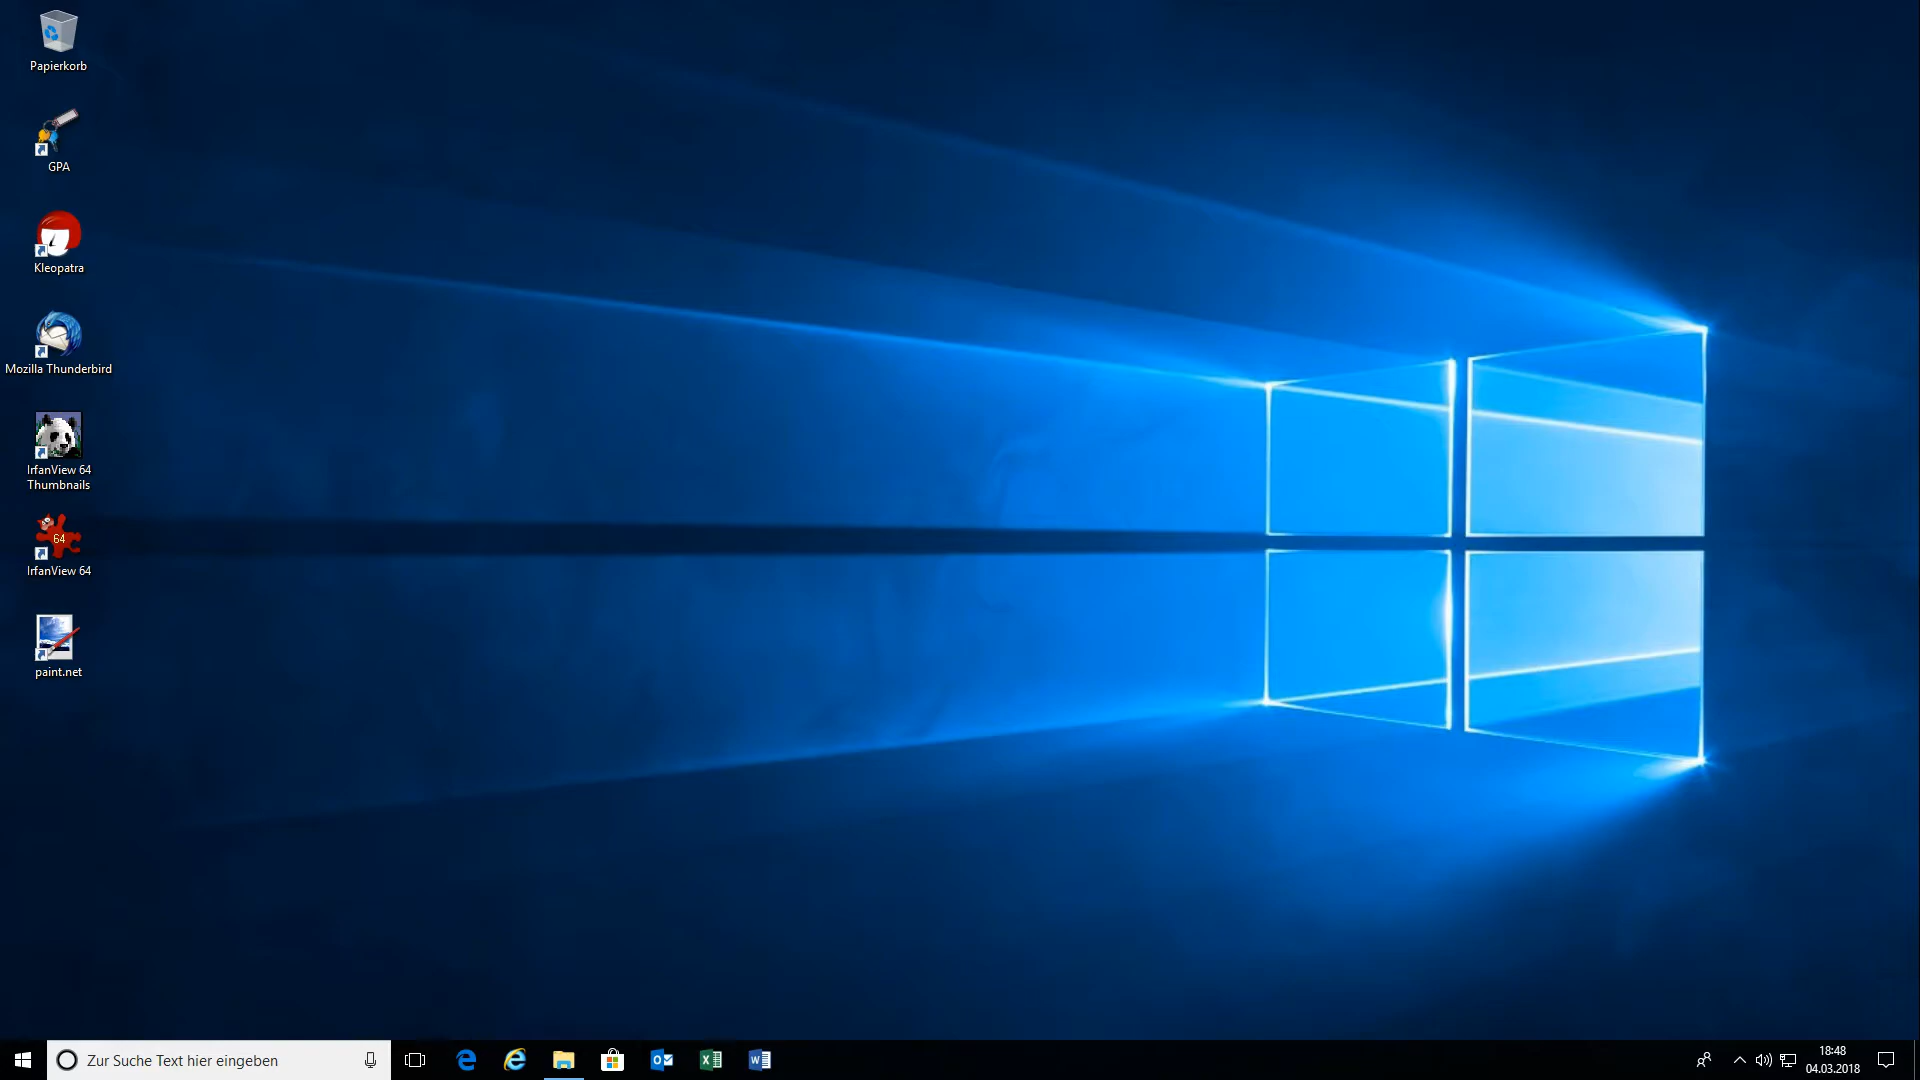 Papierkorb
GPA
Kleopatra
Mozilla Thunderbird
IrfanView 64
Thumbnails
64
IrfanView 64
paint.net
Zur Suche Text hier eingeben
18:48
04.03.2018